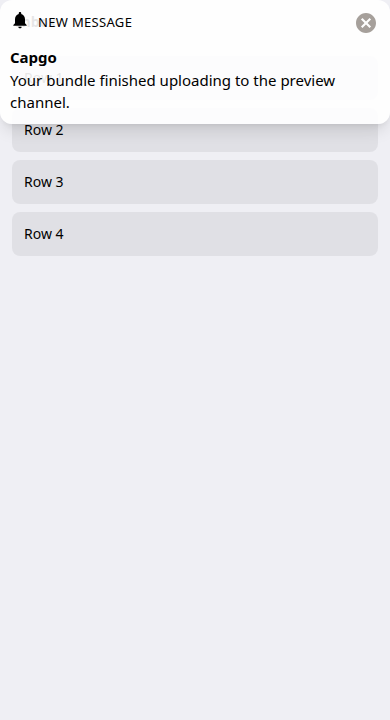 NEW MESSAGE
Capgo
Your bundle finished uploading to the preview
channel.
Row 2
Row 3
Row 4